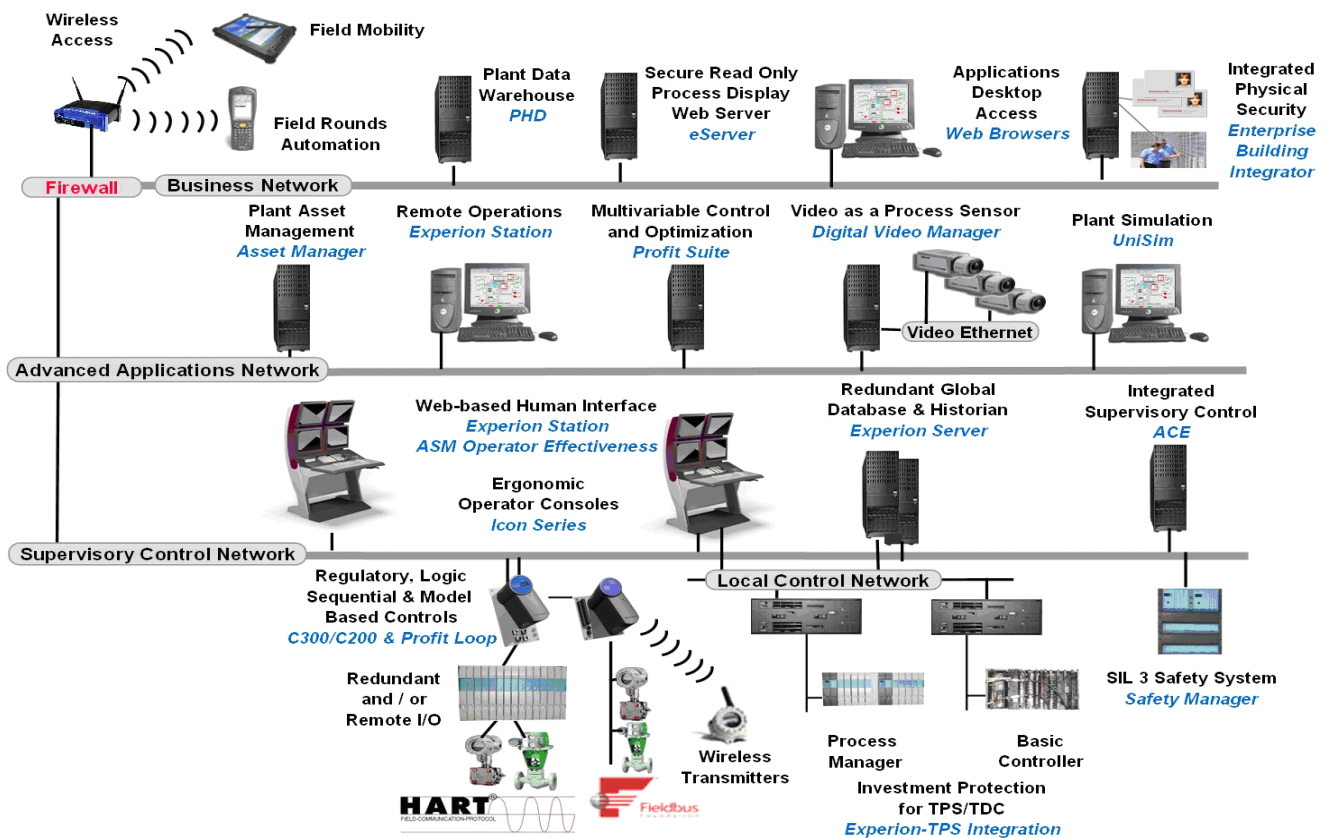 Wireless
Access
Field Mobility
Field Rounds
Automation
Plant Data
Warehouse
PHD
Secure Read Only
Process Display
Web Server
eServer
Applications
Desktop
Access
Web Browsers
Integrated
Physical
Security
Enterprise
Building
Integrator
Firewall
Business Network
Plant Asset
Management
Asset Manager
Remote Operations
Experion Station
Multivariable Control
and Optimization
Profit Suite
Video as a Process Sensor
Digital Video Manager
Plant Simulation
UniSim
Video Ethernet
Advanced Applications Network
Web-based Human Interface
Experion Station
ASM Operator Effectiveness
Ergonomic
Operator Consoles
Icon Series
Redundant Global
Database & Historian
Experion Server
Integrated
Supervisory Control
ACE
Supervisory Control Network
Regulatory, Logic
Sequential & Model
Based Controls
C300/C200 & Profit Loop
Local Control Network
Redundant
and / or
Remote I/O
SIL 3 Safety System
Safety Manager
Wireless
Transmitters
Process
Manager
Basic
Controller
Investment Protection
for TPS/TDC
Experion-TPS Integration
HART®
FIELD-COMMUNICATION-PROTOCOL
Fieldbus
FOUNDATION